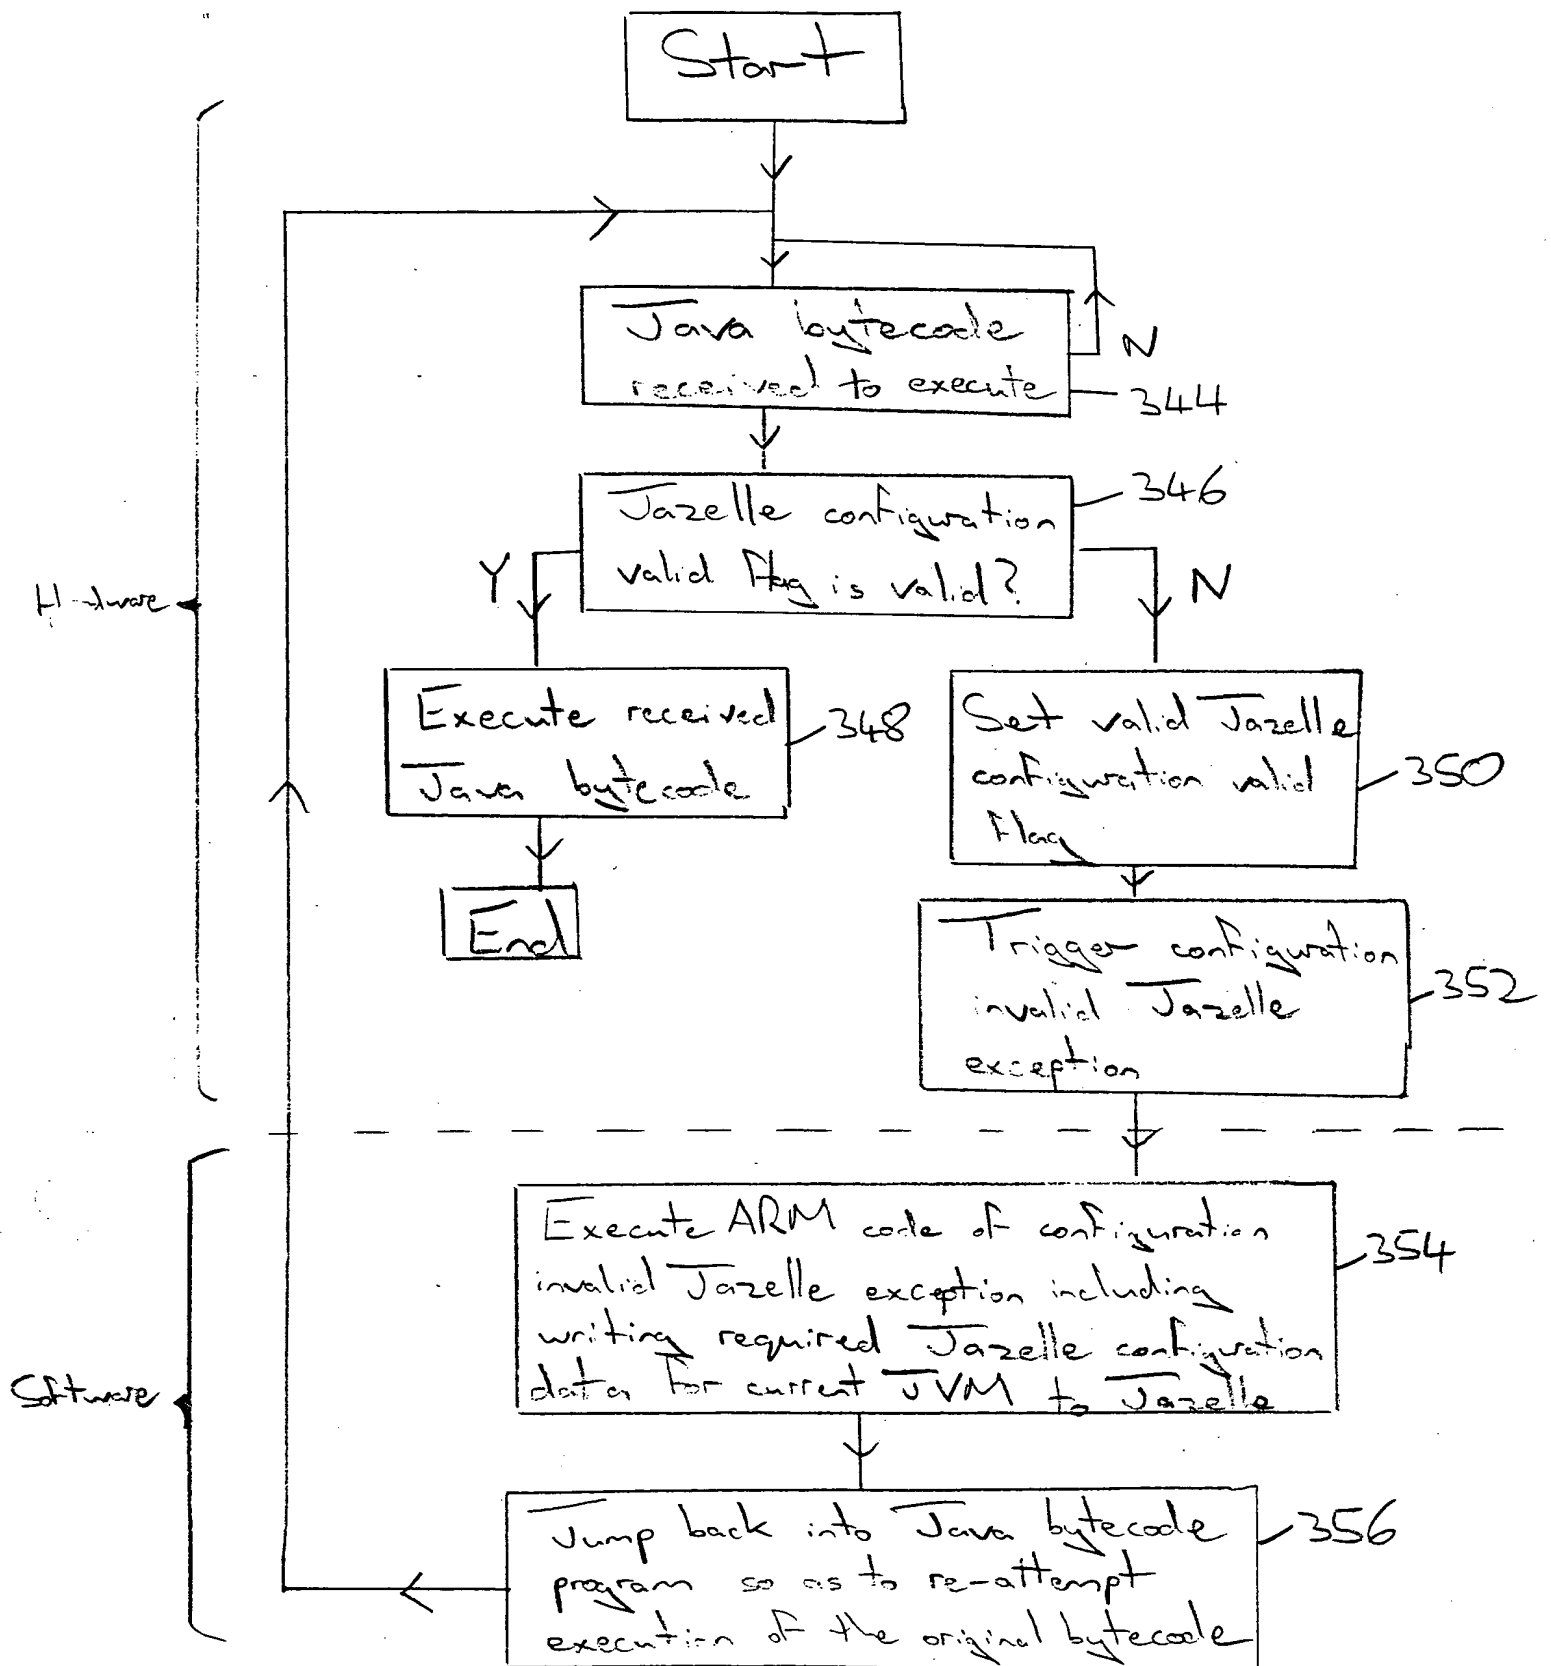 Start
Java bytecode
received to execute
N
344
Jazelle configuration
valid flag is valid?
346
Y
N
Execute received
Java bytecode
348
Set valid Jazelle
configuration valid
flag
350
End
Trigger configuration
invalid Jazelle
exception
352
Hardware
Execute ARM code of configuration
invalid Jazelle exception including
writing required Jazelle configuration
data for current JVM to Jazelle
354
Software
Jump back into Java bytecode
program so as to re-attempt
execution of the original bytecode
356